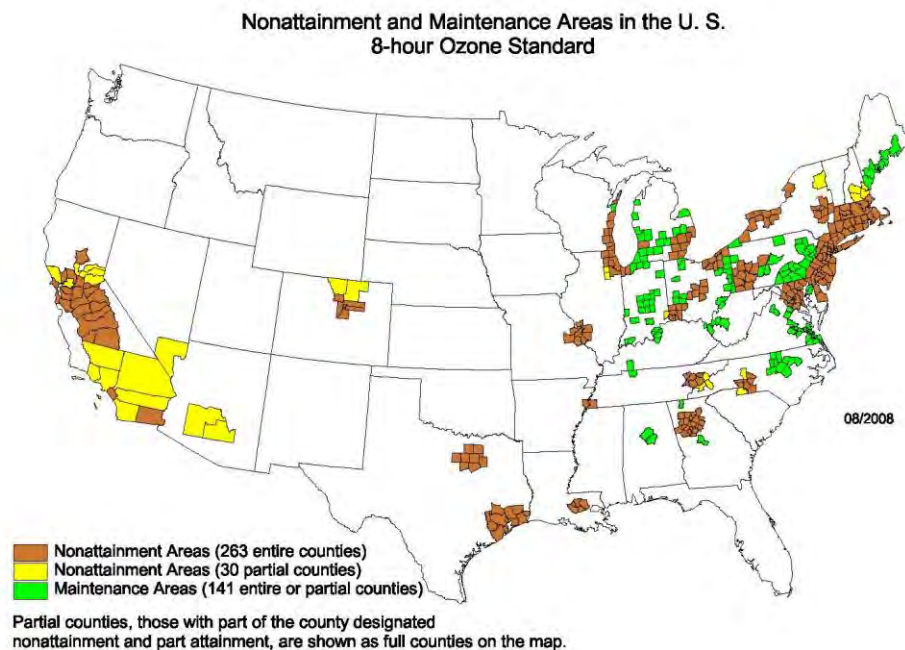 Nonattainment and Maintenance Areas in the U. S.
8-hour Ozone Standard
08/2008
Nonattainment Areas (263 entire counties)
Nonattainment Areas (30 partial counties)
Maintenance Areas (141 entire or partial counties)
Partial counties, those with part of the county designated
nonattainment and part attainment, are shown as full counties on the map.